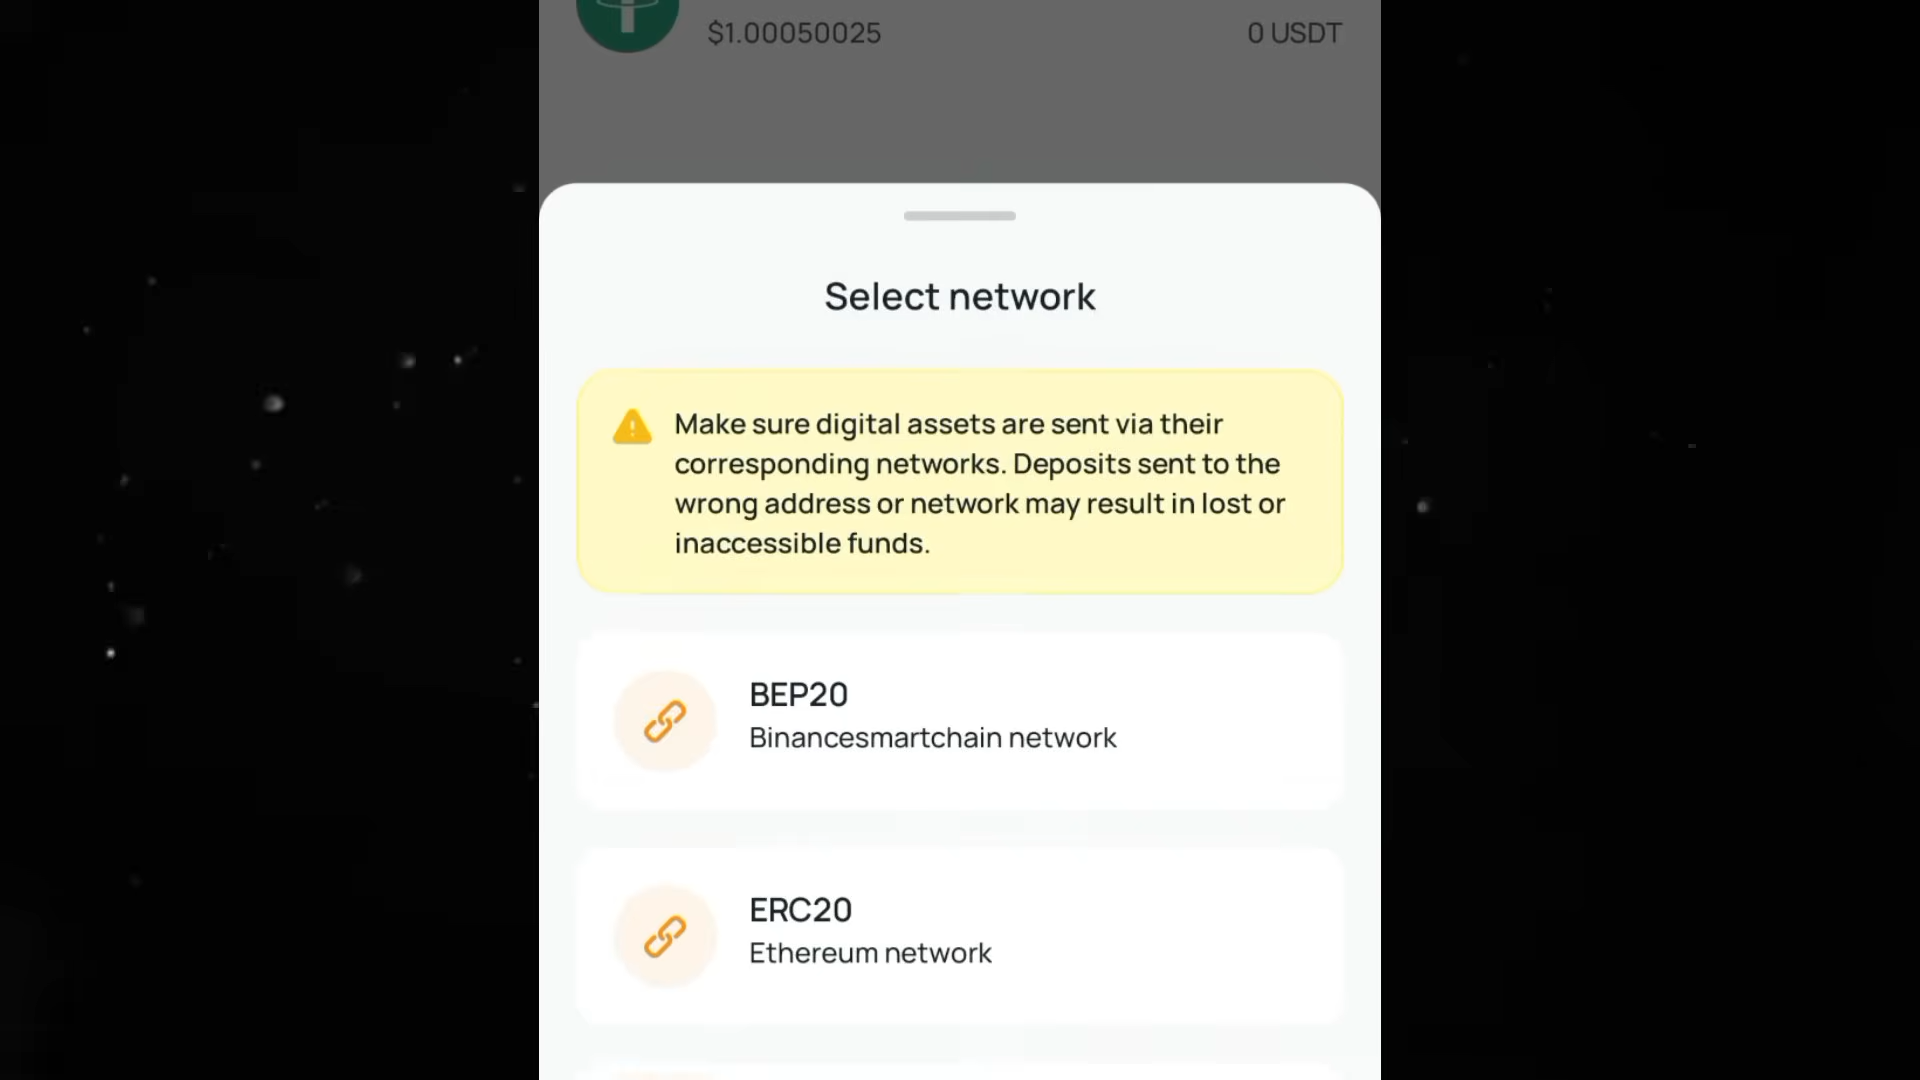 $1.00050025
0 USDT
Select network
Make sure digital assets are sent via their
corresponding networks. Deposits sent to the
wrong address or network may result in lost or
inaccessible funds.
BEP20
Binancesmartchain network
ERC20
Ethereum network